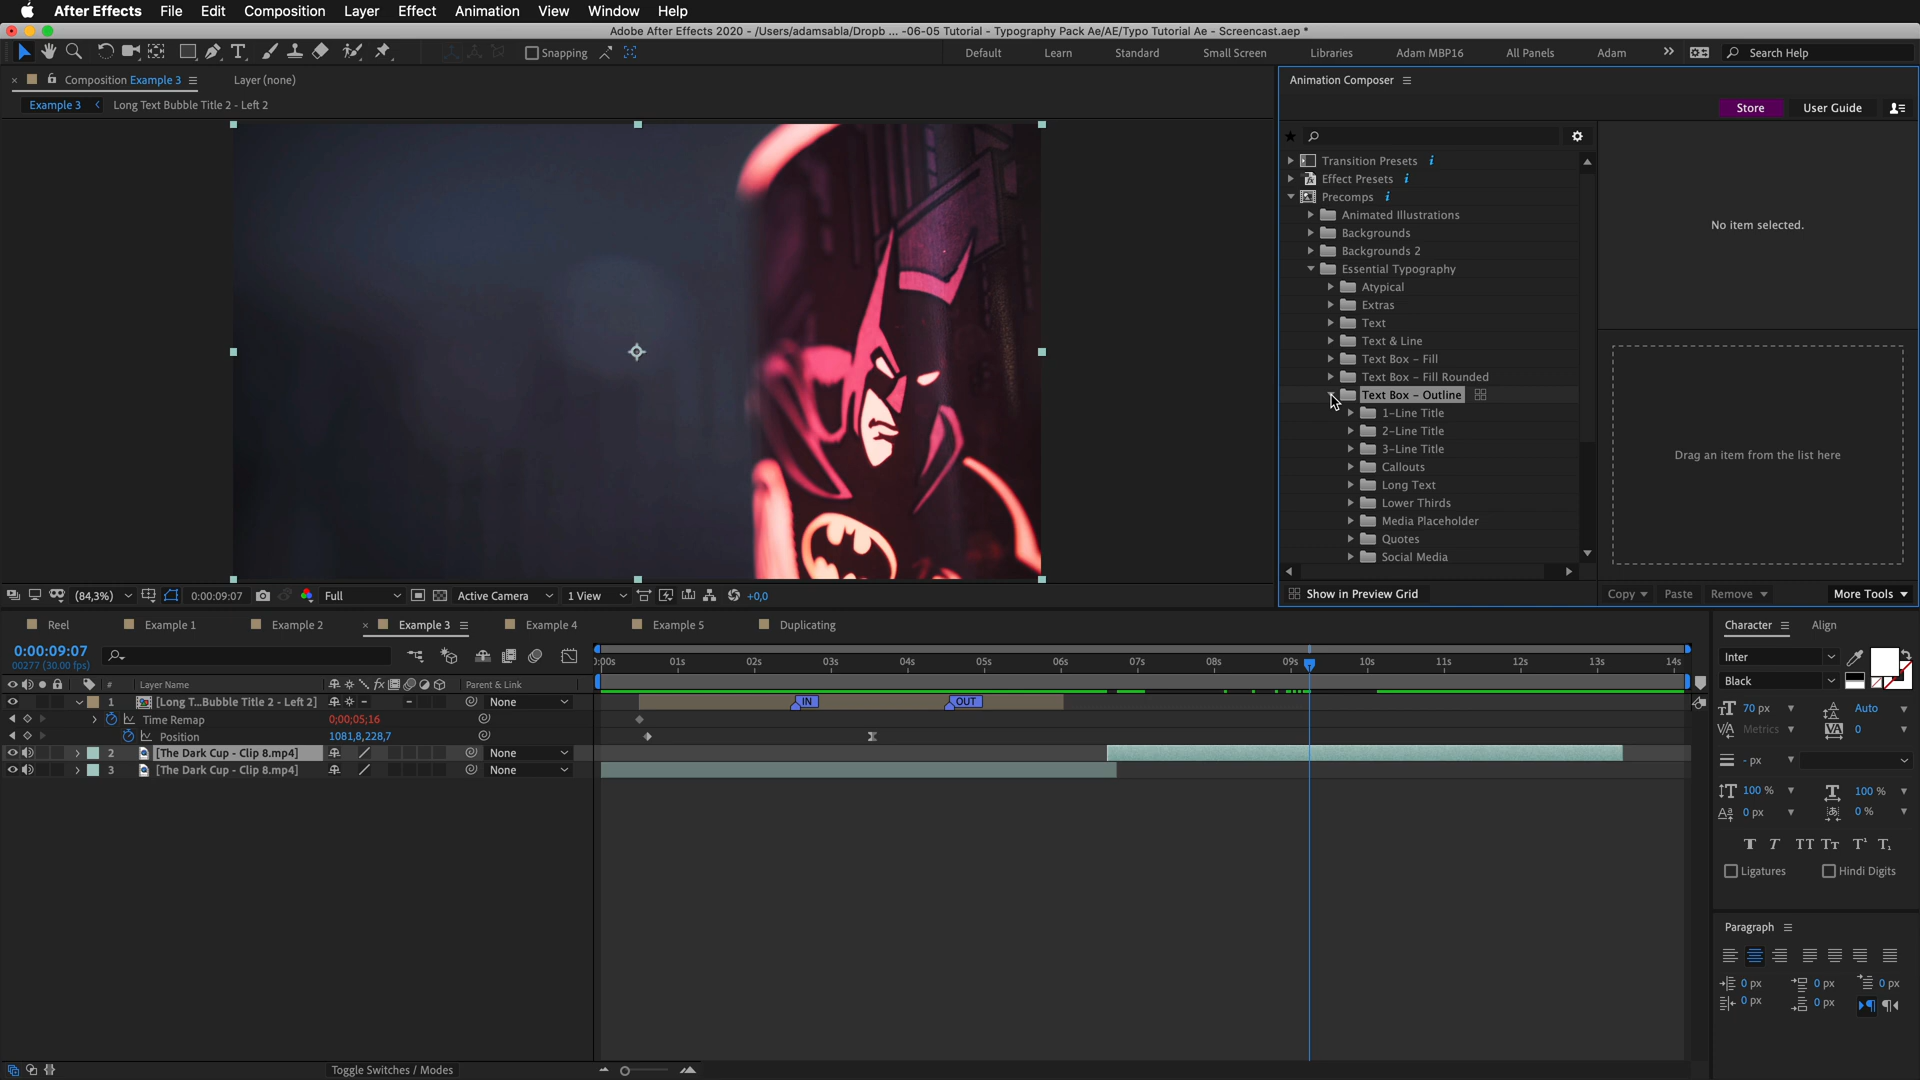 After Effects File Edit Composition Layer Effect Animation View Window Help
Adobe After Effects 2020 - /Users/adamsabla/Dropb ... -06-05 Tutorial - Typography Pack Ae/AE/Typo Tutorial Ae - Screencast.aep *
Snapping Default Learn Standard Small Screen Libraries Adam MBP16 All Panels Adam Search Help
Composition Example 3 Layer (none)
Example 3 Long Text Bubble Title 2 - Left 2
Animation Composer
Store User Guide
Transition Presets i
Effect Presets i
Precomps i
Animated Illustrations
Backgrounds
Backgrounds 2
Essential Typography
Atypical
Extras
Text
Text & Line
Text Box – Fill
Text Box – Fill Rounded
Text Box – Outline
1-Line Title
2-Line Title
3-Line Title
Callouts
Long Text
Lower Thirds
Media Placeholder
Quotes
Social Media
No item selected.
Drag an item from the list here
Show in Preview Grid Copy Paste Remove More Tools
(84,3%) 0:00:09:07 Full Active Camera 1 View +0,0
Reel Example 1 Example 2 Example 3 Example 4 Example 5 Duplicating
0:00:09:07
00277 (30.00 fps)
0:00s 01s 02s 03s 04s 05s 06s 07s 08s 09s 10s 11s 12s 13s 14s
# Layer Name Parent & Link
1 [Long T...Bubble Title 2 - Left 2] None IN OUT
Time Remap 0;00;05;16
Position 1081,8,228,7
2 [The Dark Cup - Clip 8.mp4] None
3 [The Dark Cup - Clip 8.mp4] None
Toggle Switches / Modes
Character Align
Inter
Black
70 px Auto
Metrics 0
- px
100 % 100 %
0 px 0 %
T T TT Tt T¹ T₁
Ligatures Hindi Digits
Paragraph
0 px 0 px 0 px
0 px 0 px